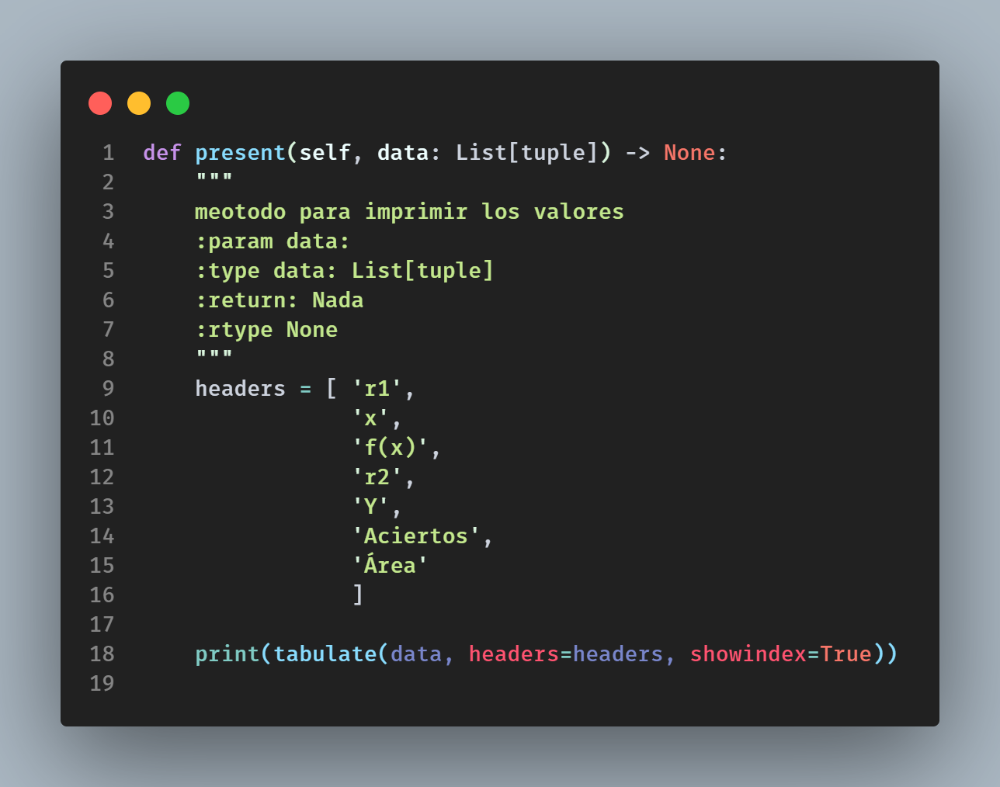 1 def present(self, data: List[tuple]) -> None:
2     """
3     meotodo para imprimir los valores
4     :param data:
5     :type data: List[tuple]
6     :return: Nada
7     :rtype None
8     """
9     headers = [ 'r1',
10                 'x',
11                 'f(x)',
12                 'r2',
13                 'Y',
14                 'Aciertos',
15                 'Área'
16                 ]
17
18     print(tabulate(data, headers=headers, showindex=True))
19